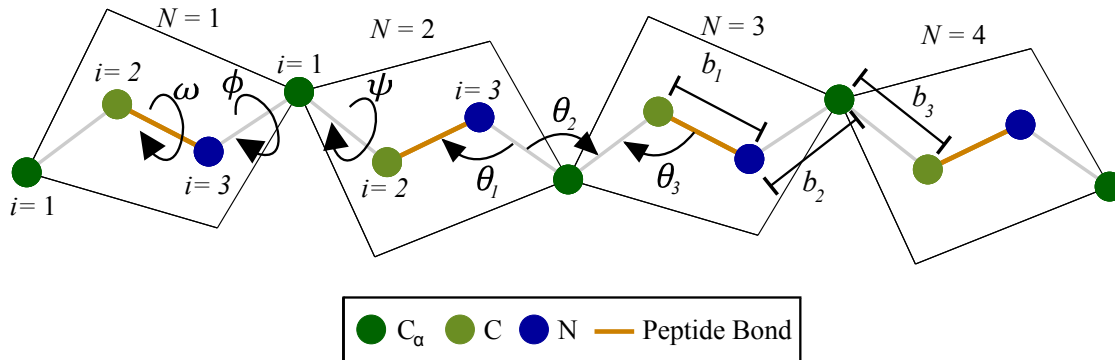 N = 1
N = 2
N = 3
N = 4
i= 1
i= 2
ω
i= 3
ϕ
i= 1
ψ
i= 2
i= 3
θ1
θ2
θ3
b1
b2
b3
Cα C N Peptide Bond